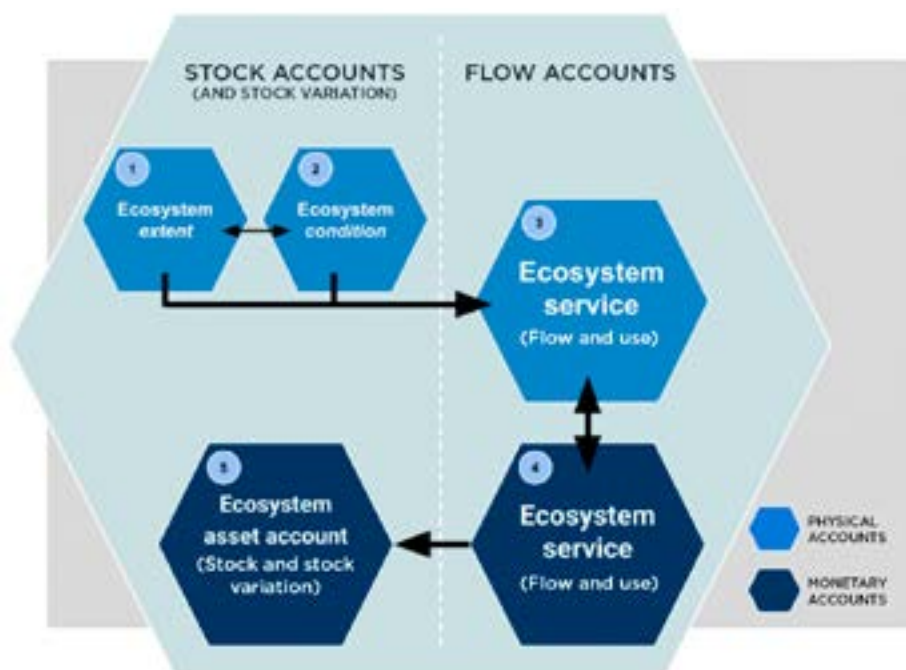 STOCK ACCOUNTS
(AND STOCK VARIATION)
FLOW ACCOUNTS
1
Ecosystem
extent
2
Ecosystem
condition
3
Ecosystem
service
(Flow and use)
5
Ecosystem
asset account
(Stock and stock
variation)
4
Ecosystem
service
(Flow and use)
PHYSICAL
ACCOUNTS
MONETARY
ACCOUNTS